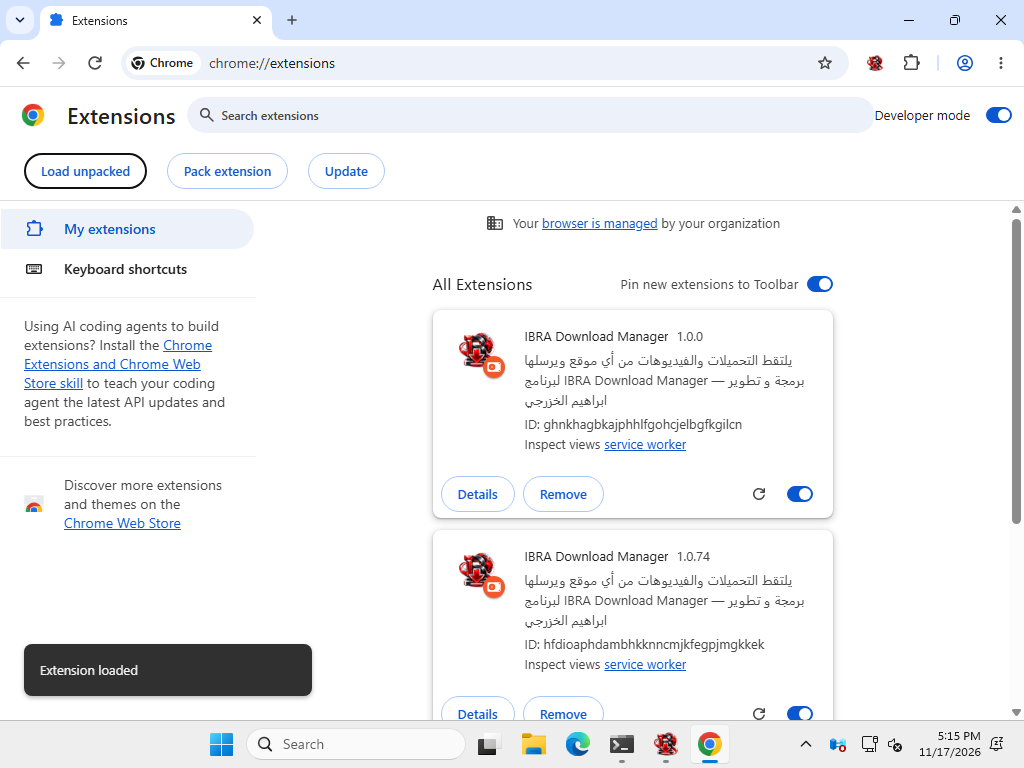 Extensions
Chrome
chrome://extensions
Extensions
Search extensions
Developer mode
Load unpacked
Pack extension
Update
My extensions
Keyboard shortcuts
Using AI coding agents to build
extensions? Install the Chrome
Extensions and Chrome Web
Store skill to teach your coding
agent the latest API updates and
best practices.
Discover more extensions
and themes on the
Chrome Web Store
Your browser is managed by your organization
All Extensions
Pin new extensions to Toolbar
IBRA Download Manager 1.0.0
يلتقط التحميلات والفيديوهات من أي موقع ويرسلها
لبرنامج IBRA Download Manager — برمجة و تطوير
ابراهيم الخزرجي
ID: ghnkhagbkajphhlfgohcjelbgfkgilcn
Inspect views service worker
Details
Remove
IBRA Download Manager 1.0.74
يلتقط التحميلات والفيديوهات من أي موقع ويرسلها
لبرنامج IBRA Download Manager — برمجة و تطوير
ابراهيم الخزرجي
ID: hfdioaphdambhkknncmjkfegpjmgkkek
Inspect views service worker
Details
Remove
Extension loaded
Search
5:15 PM
11/17/2026